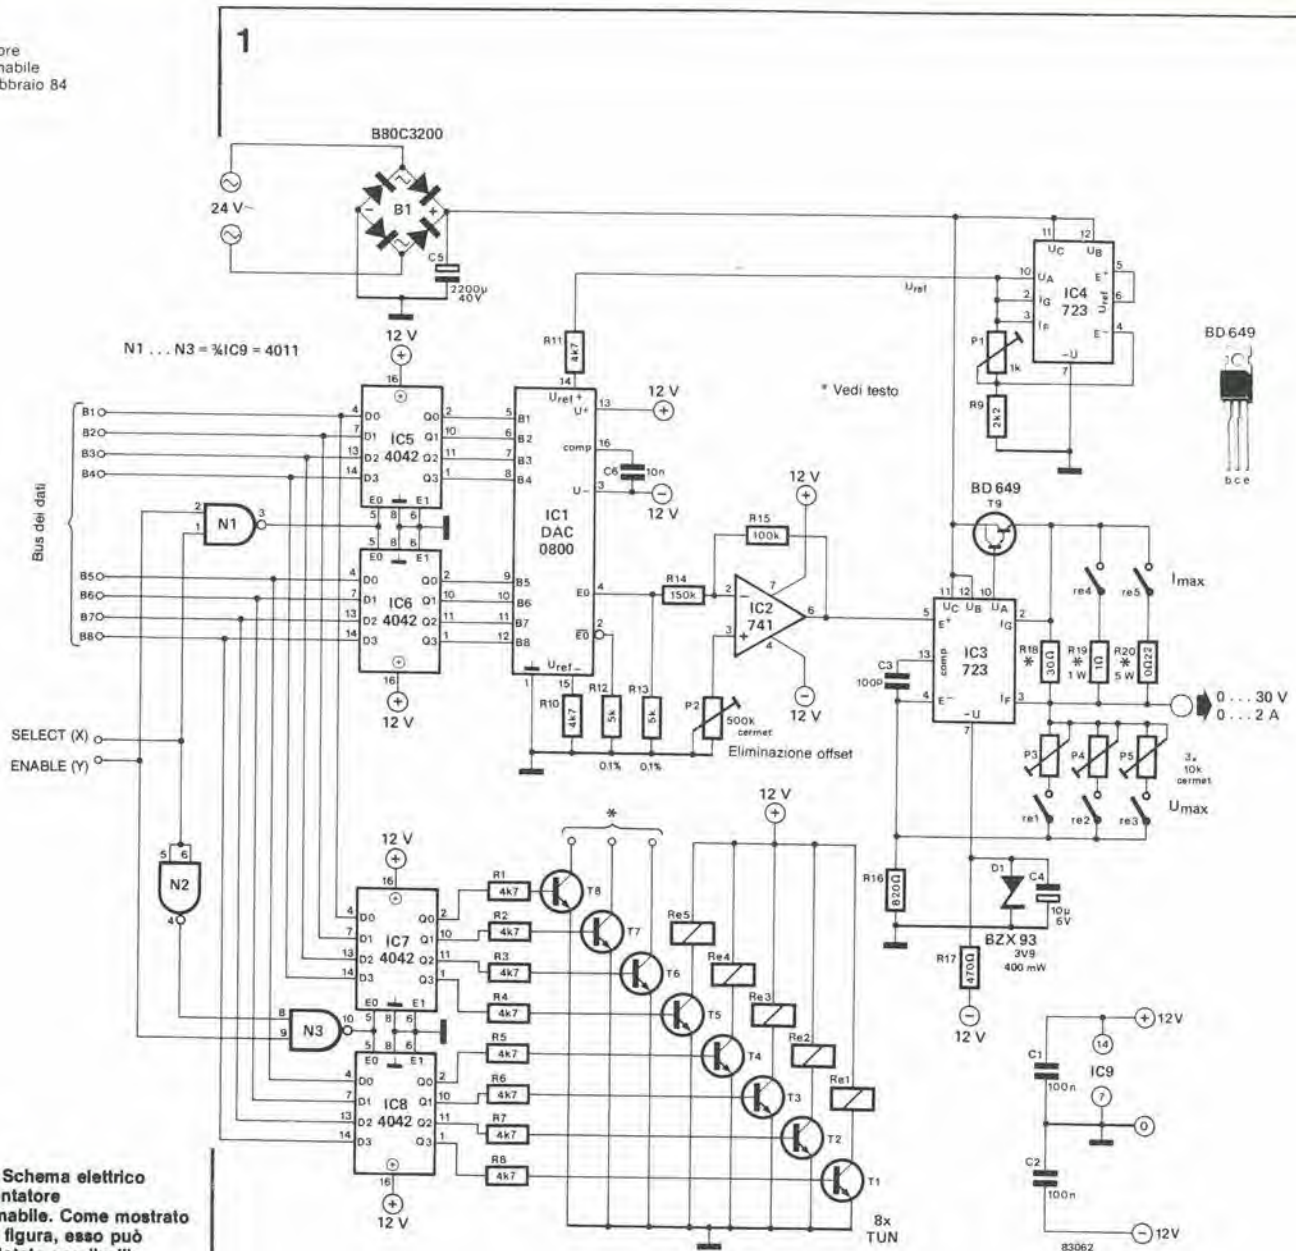 1
ore
nabile
bbraio 84
B80C3200
24 V~
B1
C5
2200µ
40V
N1 . . . N3 = ¾IC9 = 4011
12 V
R11
4k7
Uref
11
12
UC
UB
10
UA
E+
5
2
IG
IC4
723
Uref
6
3
IF
E-
4
-U
7
P1
1k
R9
2k2
BD 649
b c e
* Vedi testo
Bus dei dati
B1
B2
B3
B4
B5
B6
B7
B8
16
4
D0
Q0
2
7
D1
IC5
Q1
10
13
D2
4042
Q2
11
14
D3
Q3
1
E0
E1
5
8
6
2
1
N1
3
5
8
6
E0
E1
4
D0
Q0
2
7
D1
IC6
Q1
10
13
D2
4042
Q2
11
14
D3
Q3
1
16
12 V
14
Uref +
U+
13
12 V
5
B1
6
B2
7
B3
8
B4
comp
16
C6
10n
U-
3
12 V
IC1
DAC
0800
9
B5
10
B6
11
B7
12
B8
E0
4
E0
2
Uref -
1
15
R10
4k7
R12
5k
0,1%
R13
5k
0,1%
R14
150k
R15
100k
12 V
2
7
IC2
741
6
3
4
12 V
P2
500k
cermet
Eliminazione offset
BD 649
T9
11
12
10
UC
UB
UA
5
E+
IG
2
13
comp
IC3
723
4
E-
IF
3
-U
7
C3
100p
re4
re5
Imax
R18
*
30Ω
R19
*
1 W
1Ω
R20
*
5 W
0Ω22
0 . . . 30 V
0 . . . 2 A
P3
P4
P5
3x
10k
cermet
re1
re2
re3
Umax
R16
820Ω
D1
C4
10µ
6V
BZX 93
3V9
400 mW
R17
470Ω
12 V
SELECT (X)
ENABLE (Y)
5
6
N2
4
8
9
N3
10
12 V
16
4
D0
Q0
2
7
D1
IC7
Q1
10
13
D2
4042
Q2
11
14
D3
Q3
1
E0
E1
5
8
6
5
8
6
E0
E1
4
D0
Q0
2
7
D1
IC8
Q1
10
13
D2
4042
Q2
11
14
D3
Q3
1
16
12 V
R1
4k7
R2
4k7
R3
4k7
R4
4k7
R5
4k7
R6
4k7
R7
4k7
R8
4k7
*
T8
T7
T6
T5
T4
T3
T2
T1
12 V
Re5
Re4
Re3
Re2
Re1
8x
TUN
C1
100n
14
IC9
7
12V
0
C2
100n
12V
83062
Schema elettrico
ntatore
mabile. Come mostrato
figura, esso può